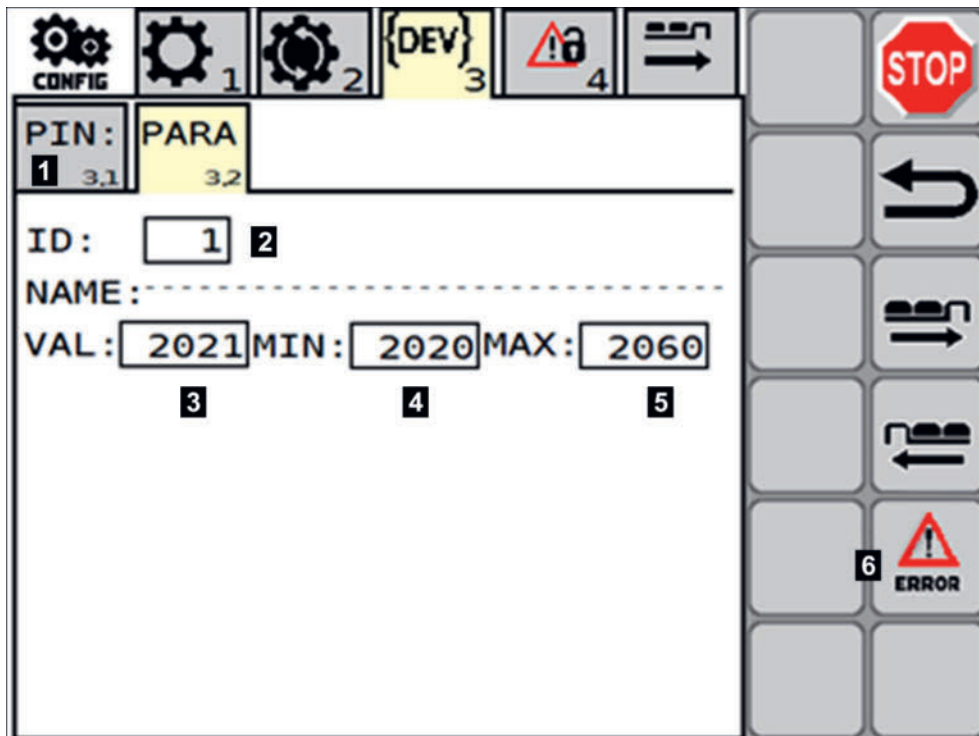 CONFIG 1 2 {DEV} 3 4 STOP
PIN: PARA
1 3,1 3,2
ID: 1 2
NAME:
VAL: 2021 MIN: 2020 MAX: 2060
3 4 5
6 ERROR